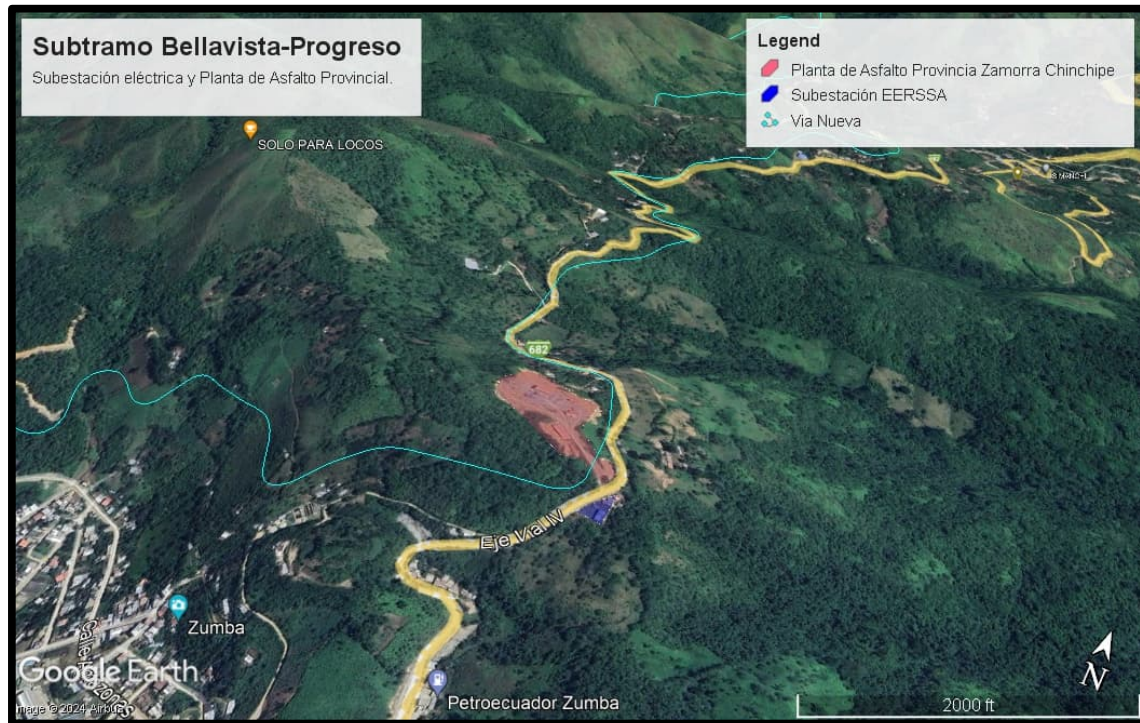 Subtramo Bellavista-Progreso
Subestación eléctrica y Planta de Asfalto Provincial.
Legend
Planta de Asfalto Provincia Zamorra Chinchipe
Subestación EERSSA
Via Nueva
SOLO PARA LOCOS
682
Eje Vial IV
Zumba
Google Earth
Image © 2024 Airbus
Petroecuador Zumba
2000 ft
N